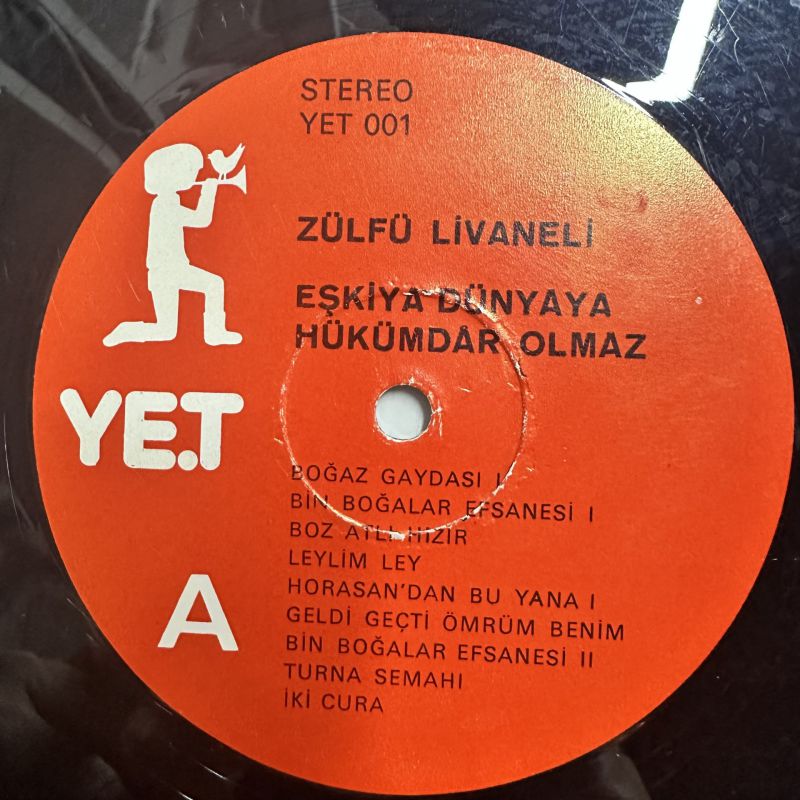 STEREO
YET 001
ZÜLFÜ LİVANELİ
EŞKİYA DÜNYAYA
HÜKÜMDÂR OLMAZ
YE.T
BOĞAZ GAYDASI I
BİN BOĞALAR EFSANESİ I
BOZ ATLI HIZIR
LEYLİM LEY
HORASAN'DAN BU YANA I
GELDİ GEÇTİ ÖMRÜM BENİM
BİN BOĞALAR EFSANESİ II
TURNA SEMAHI
İKİ CURA
A